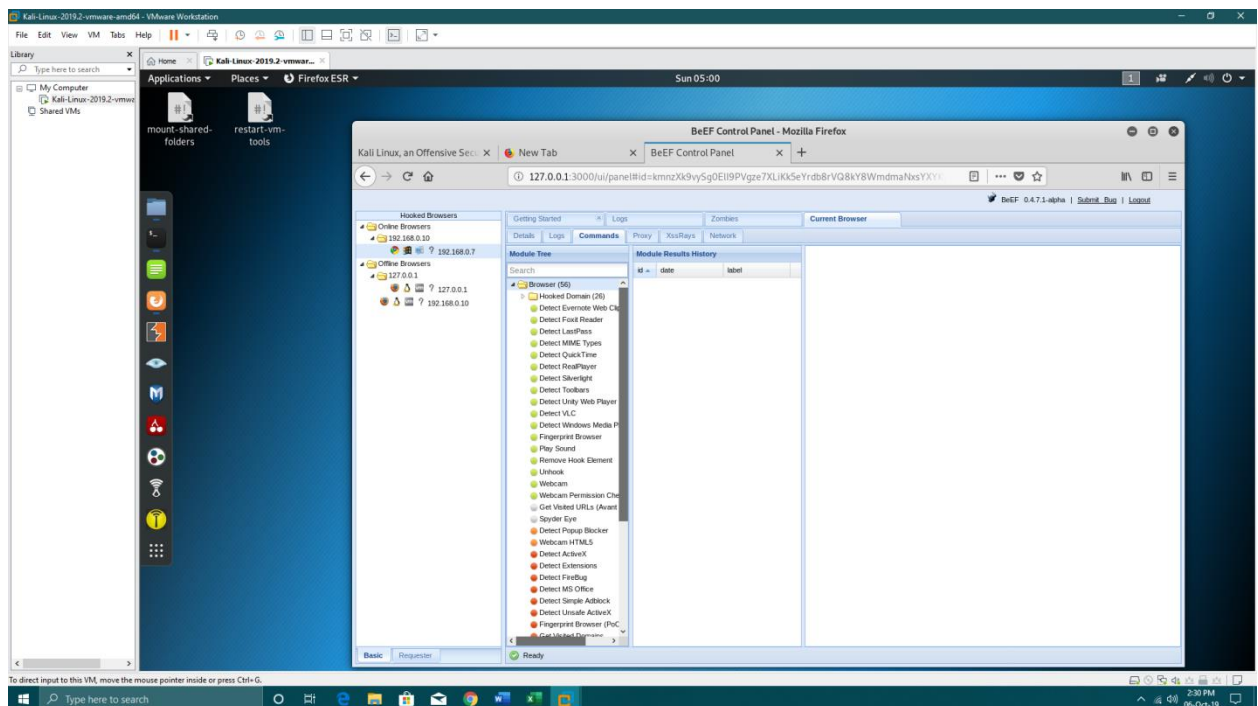 Kali-Linux-2019.2-vmware-amd64 - VMware Workstation
File Edit View VM Tabs Help
Library
Type here to search
My Computer
Kali-Linux-2019.2-vmwa
Shared VMs
Home
Kali-Linux-2019.2-vmwar...
Applications Places Firefox ESR
Sun 05:00
1
mount-shared-folders
restart-vm-tools
BeEF Control Panel - Mozilla Firefox
Kali Linux, an Offensive Sec
New Tab
BeEF Control Panel
127.0.0.1:3000/ui/panel
BeEF 0.4.7.1-alpha | Submit Bug | Logout
Hooked Browsers
Online Browsers
192.168.0.10
? 192.168.0.7
Offline Browsers
127.0.0.1
? 127.0.0.1
? 192.168.0.10
Basic Requester
Getting Started Logs Zombies Current Browser
Details Logs Commands Proxy XssRays Network
Module Tree
Search
Browser (56)
Hooked Domain (26)
Detect Evernote Web Clip
Detect Foxit Reader
Detect LastPass
Detect MIME Types
Detect QuickTime
Detect RealPlayer
Detect Silverlight
Detect Toolbars
Detect Unity Web Player
Detect VLC
Detect Windows Media P
Fingerprint Browser
Play Sound
Remove Hook Element
Unhook
Webcam
Webcam Permission Che
Get Visited URLs (Avant
Spyder Eye
Detect Popup Blocker
Webcam HTML5
Detect ActiveX
Detect Extensions
Detect FireBug
Detect MS Office
Detect Simple Adblock
Detect Unsafe ActiveX
Fingerprint Browser (PoC
Get Visited Domains
Module Results History
id date label
Ready
To direct input to this VM, move the mouse pointer inside or press Ctrl+G.
Type here to search
2:30 PM
06-Oct-19